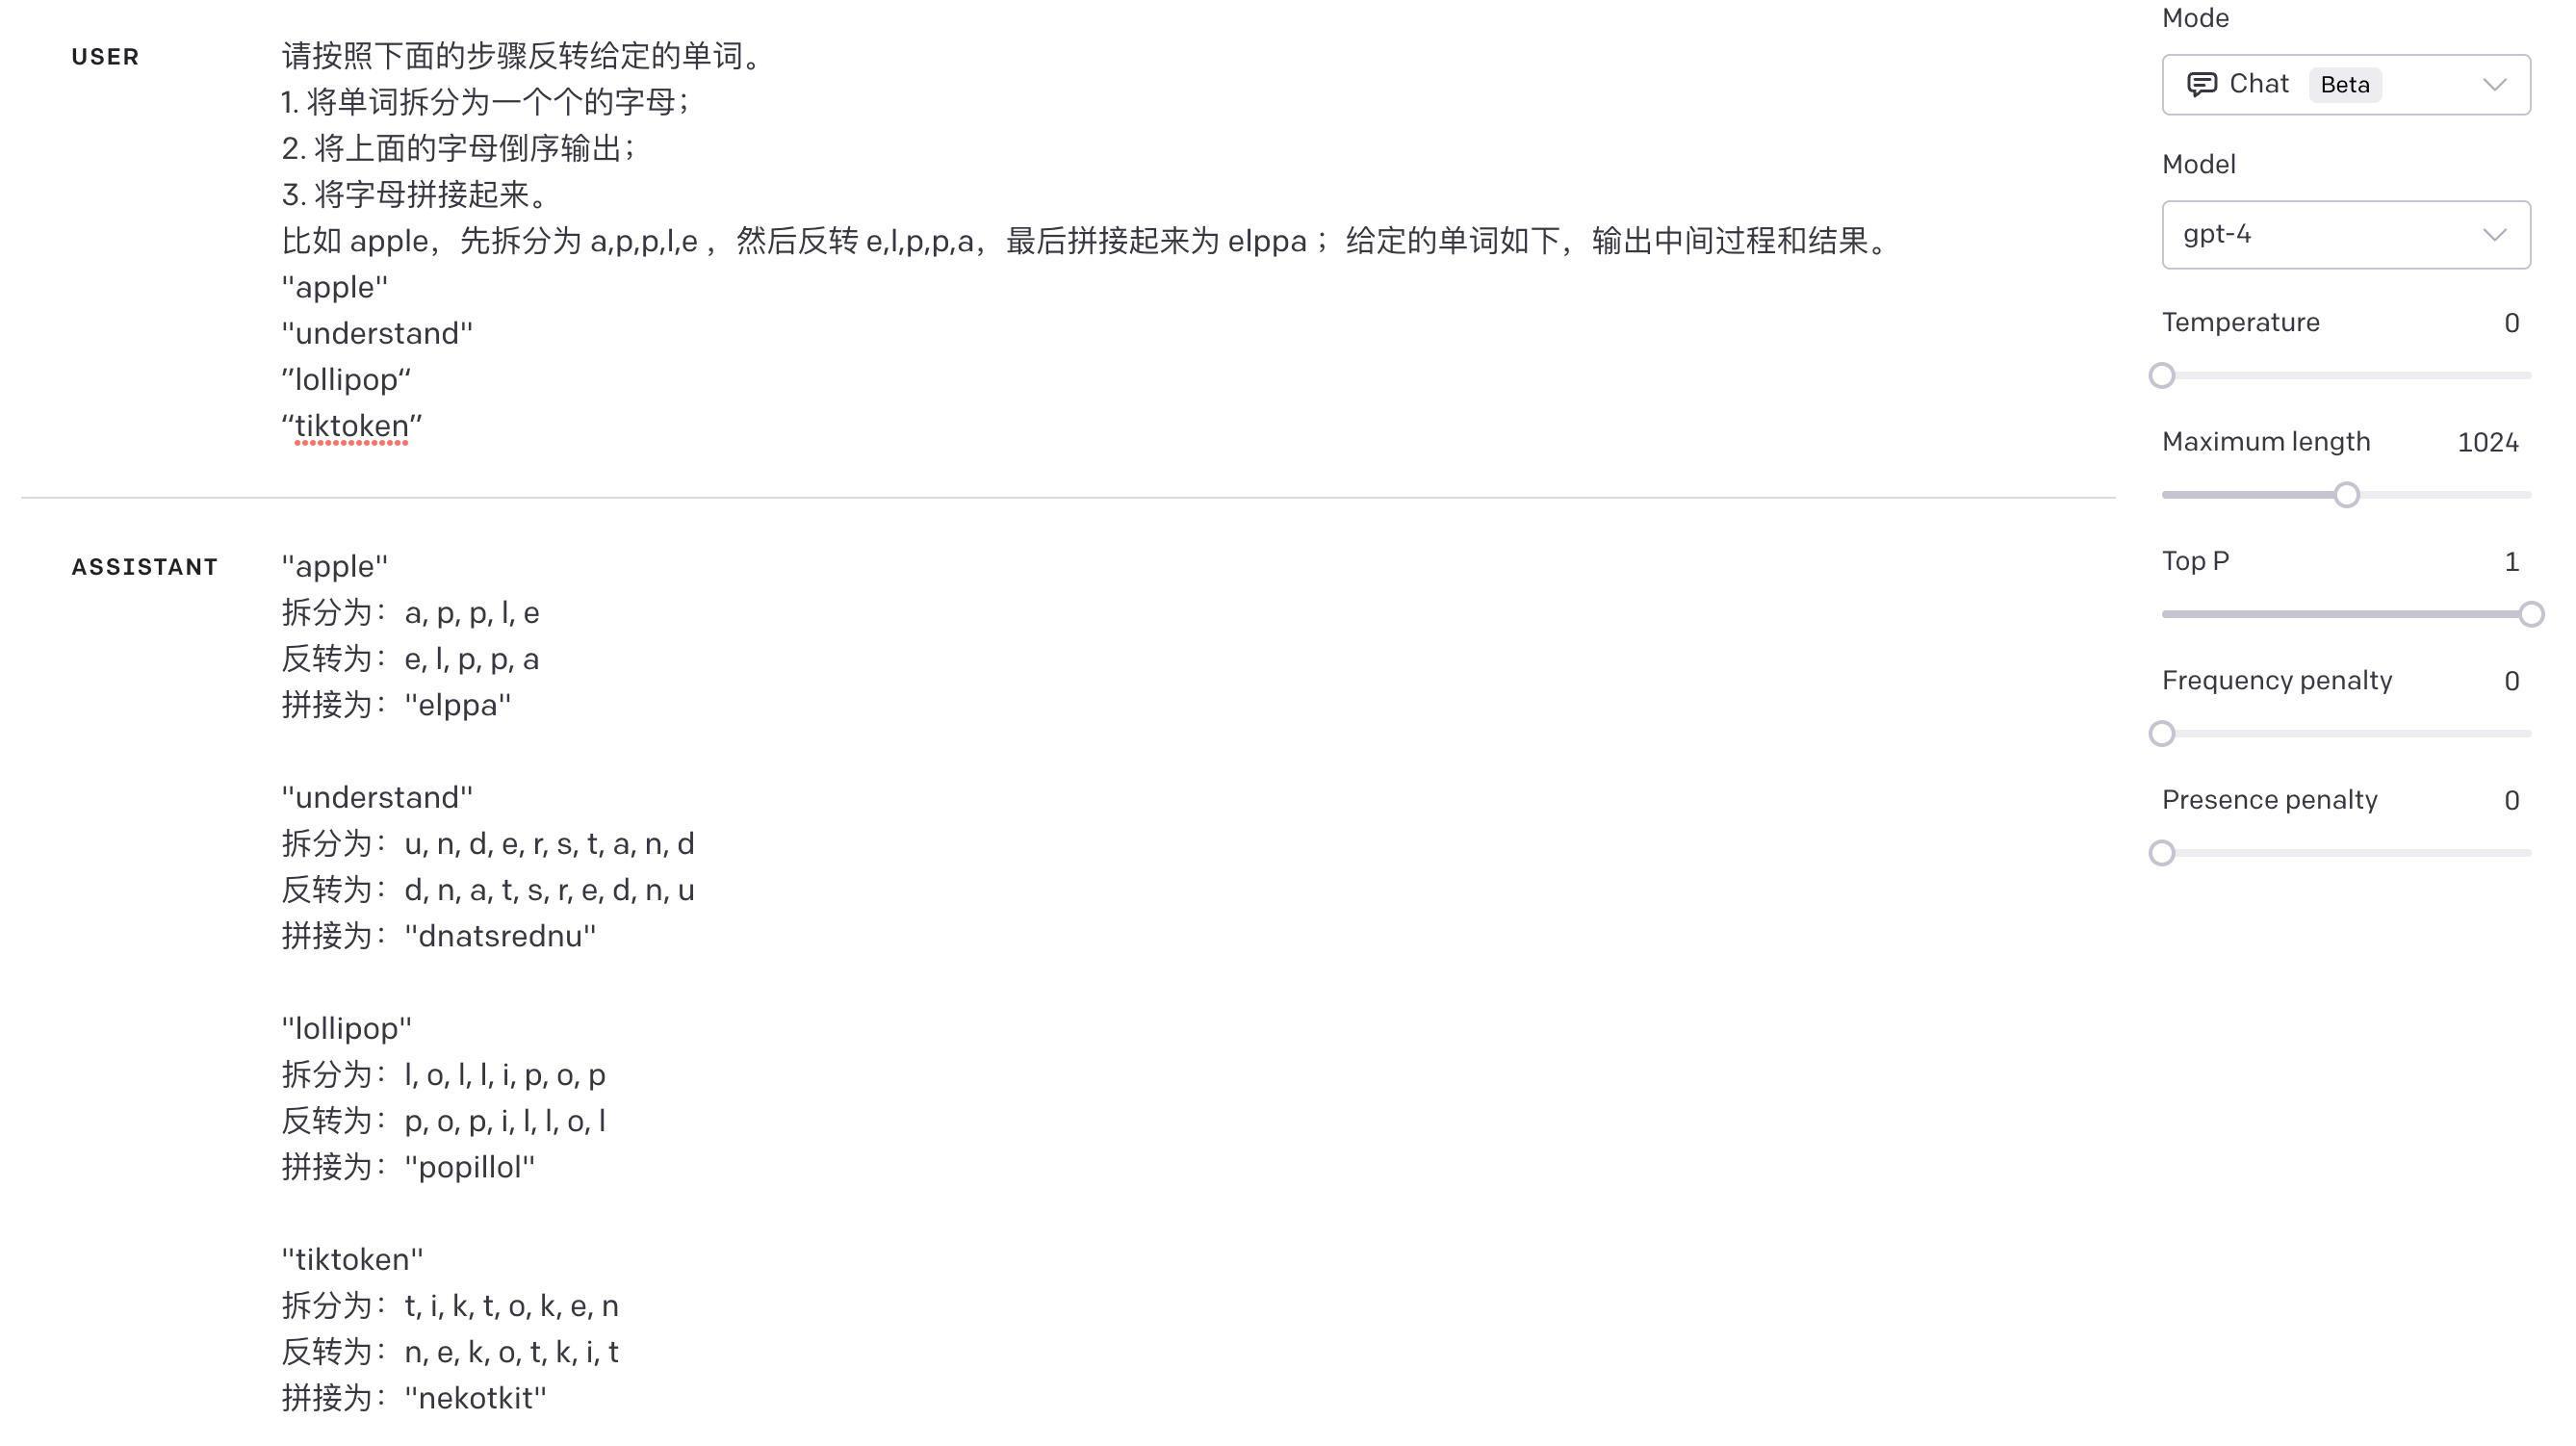 USER
请按照下面的步骤反转给定的单词。
1. 将单词拆分为一个个的字母；
2. 将上面的字母倒序输出；
3. 将字母拼接起来。
比如 apple，先拆分为 a,p,p,l,e ，然后反转 e,l,p,p,a，最后拼接起来为 elppa ；给定的单词如下，输出中间过程和结果。
"apple"
"understand"
”lollipop“
“tiktoken”
ASSISTANT
"apple"
拆分为：a, p, p, l, e
反转为：e, l, p, p, a
拼接为："elppa"
"understand"
拆分为：u, n, d, e, r, s, t, a, n, d
反转为：d, n, a, t, s, r, e, d, n, u
拼接为："dnatsrednu"
"lollipop"
拆分为：l, o, l, l, i, p, o, p
反转为：p, o, p, i, l, l, o, l
拼接为："popillol"
"tiktoken"
拆分为：t, i, k, t, o, k, e, n
反转为：n, e, k, o, t, k, i, t
拼接为："nekotkit"
Mode
Chat Beta
Model
gpt-4
Temperature 0
Maximum length 1024
Top P 1
Frequency penalty 0
Presence penalty 0